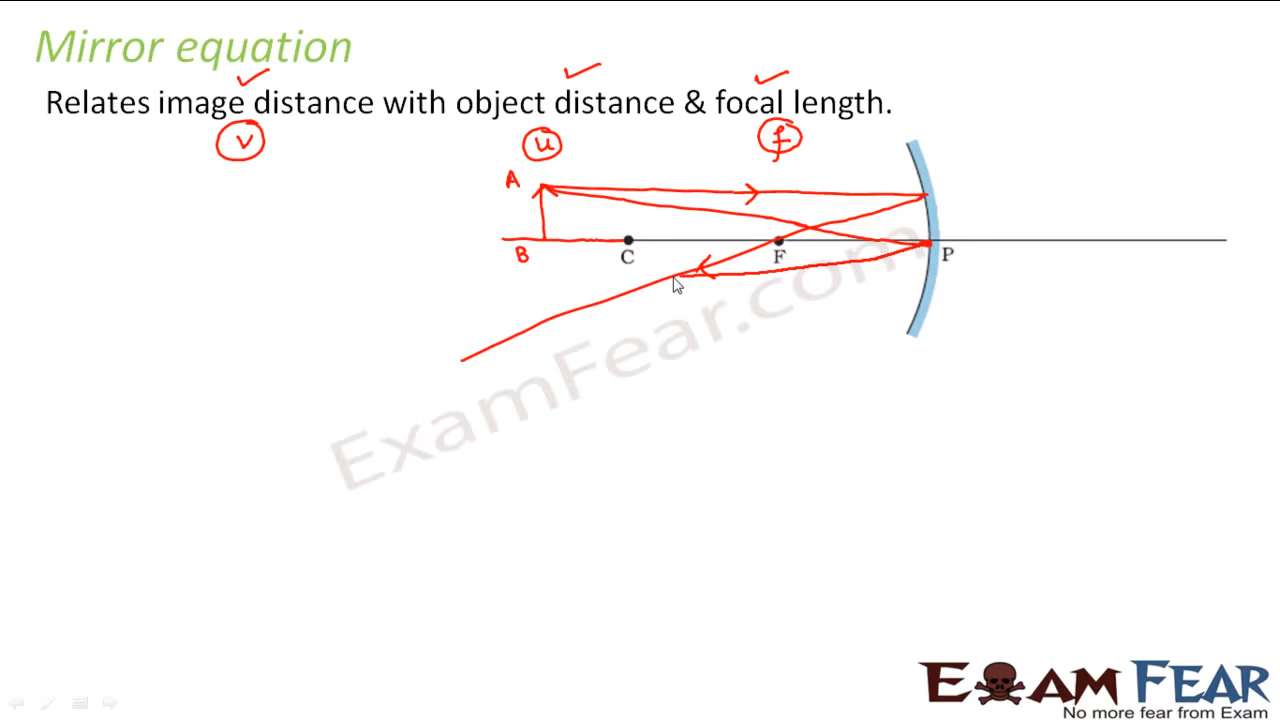 Mirror equation
Relates image distance with object distance & focal length.
v u f
A
B C F P
ExamFear.com
EXAM FEAR
No more fear from Exam